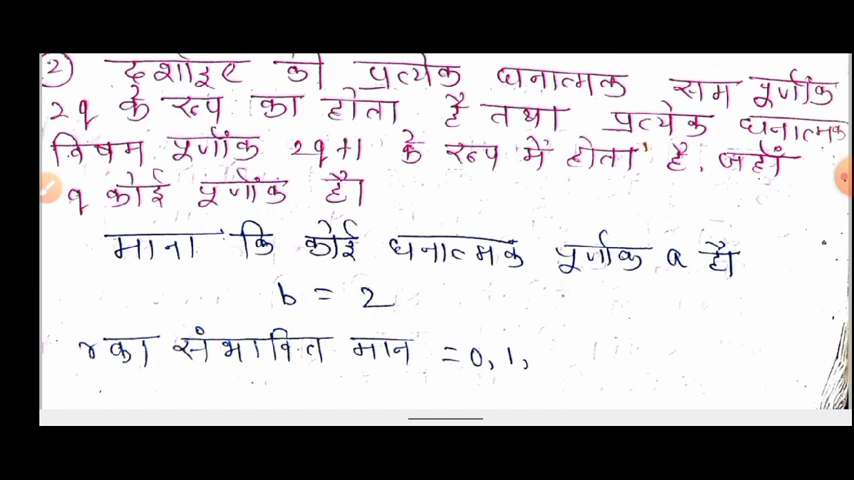 2) दर्शाइए की प्रत्येक धनात्मक सम पूर्णांक
2q के रूप का होता है तथा प्रत्येक धनात्मक
विषम पूर्णांक 2q+1 के रूप में होता है. जहाँ
q कोई पूर्णांक है।
माना कि कोई धनात्मक पूर्णांक a है।
b = 2
r का संभावित मान = 0, 1,